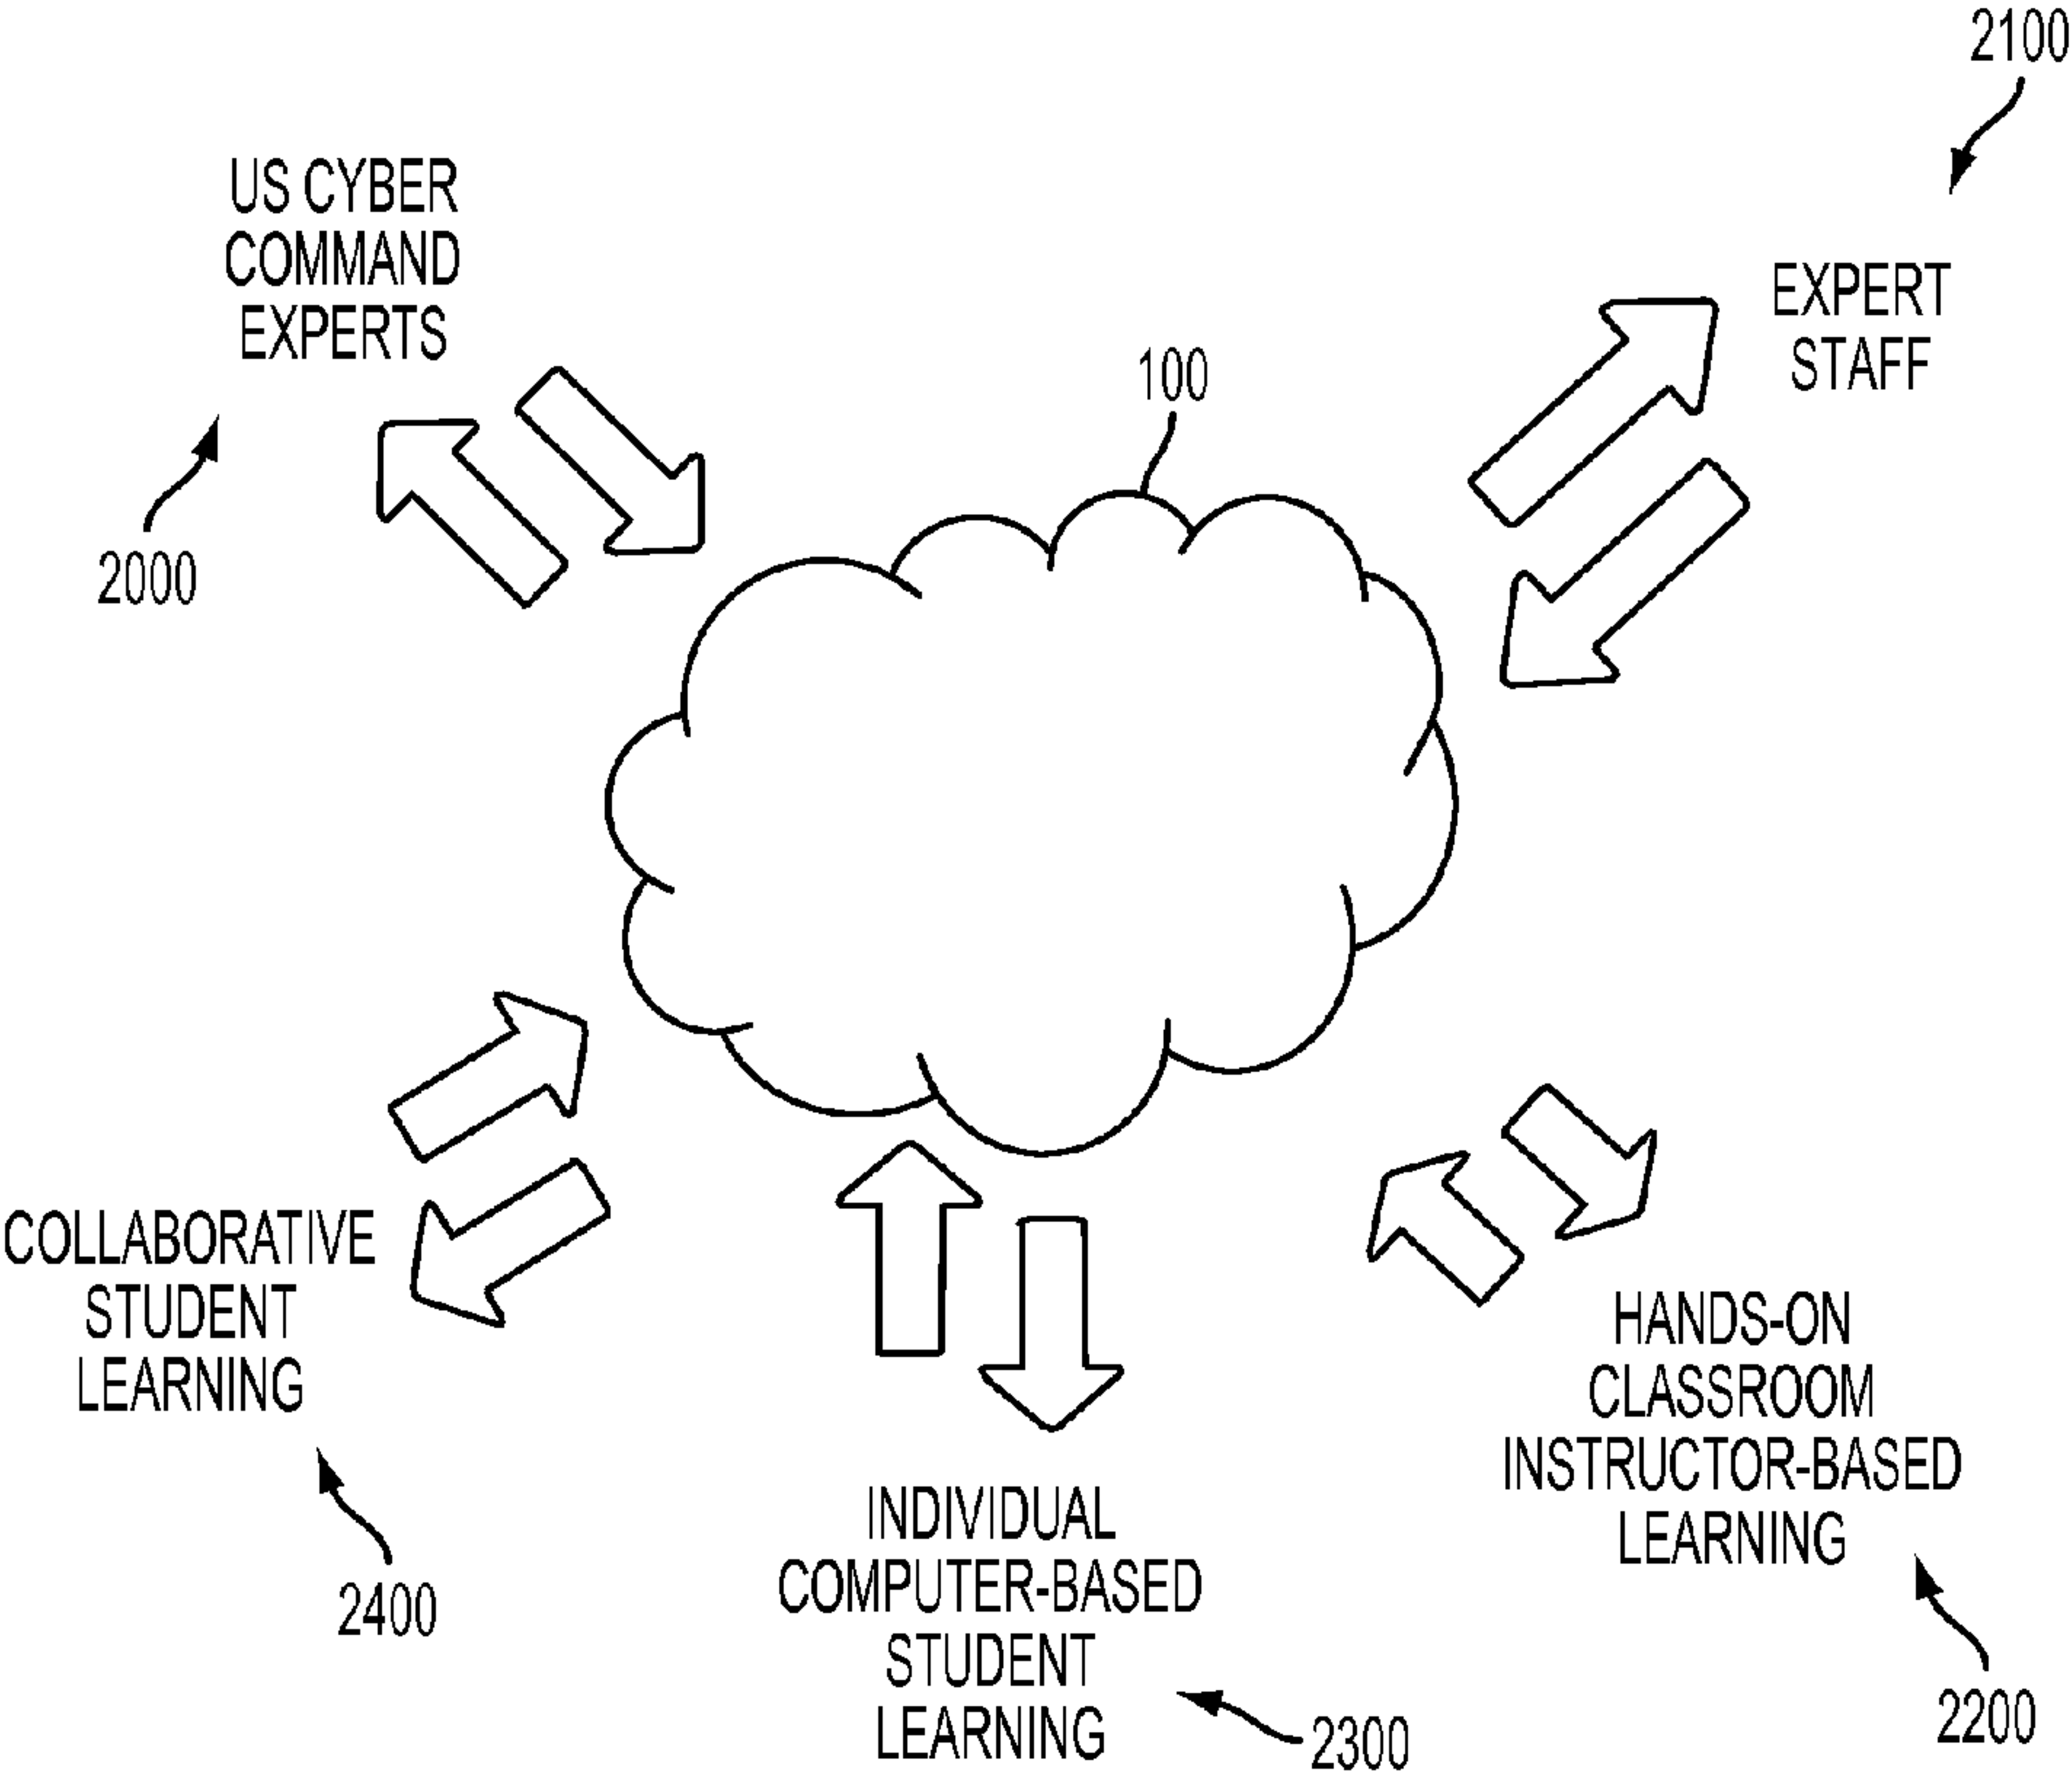 2100
US CYBER
COMMAND
EXPERTS
EXPERT
STAFF
100
2000
COLLABORATIVE
STUDENT
LEARNING
2400
INDIVIDUAL
COMPUTER-BASED
STUDENT
LEARNING
2300
HANDS-ON
CLASSROOM
INSTRUCTOR-BASED
LEARNING
2200